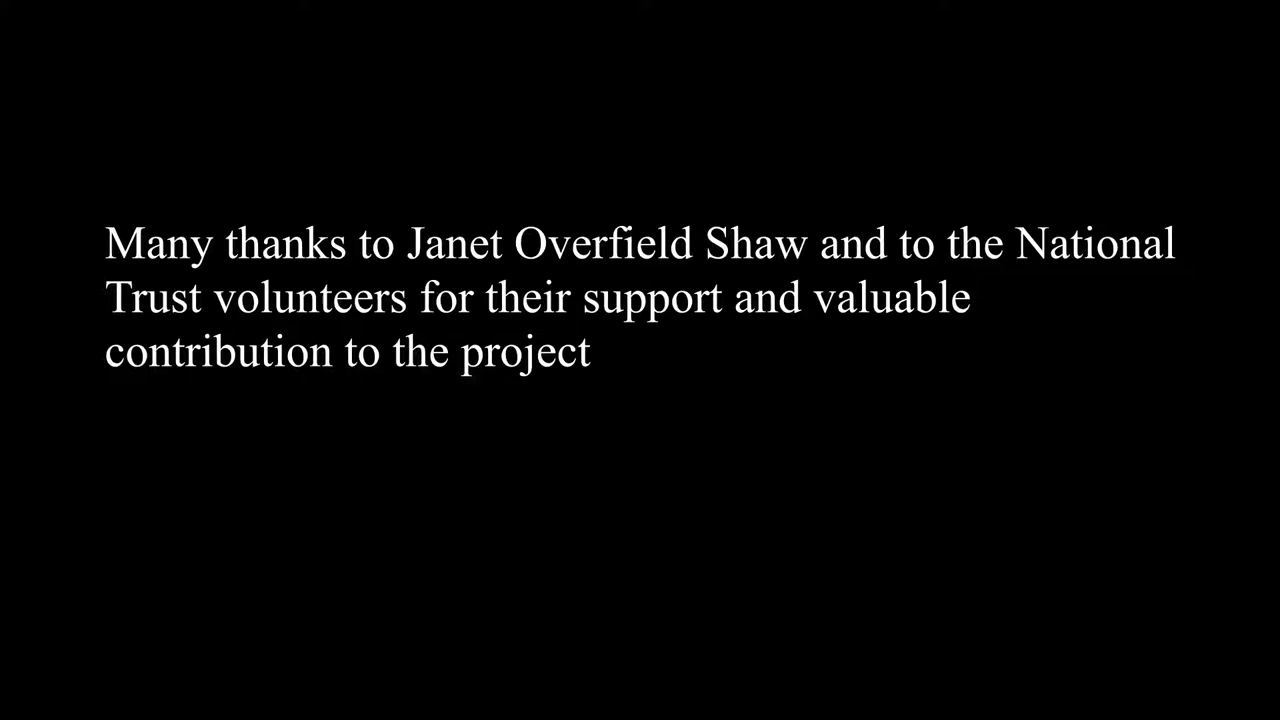 Many thanks to Janet Overfield Shaw and to the National
Trust volunteers for their support and valuable
contribution to the project